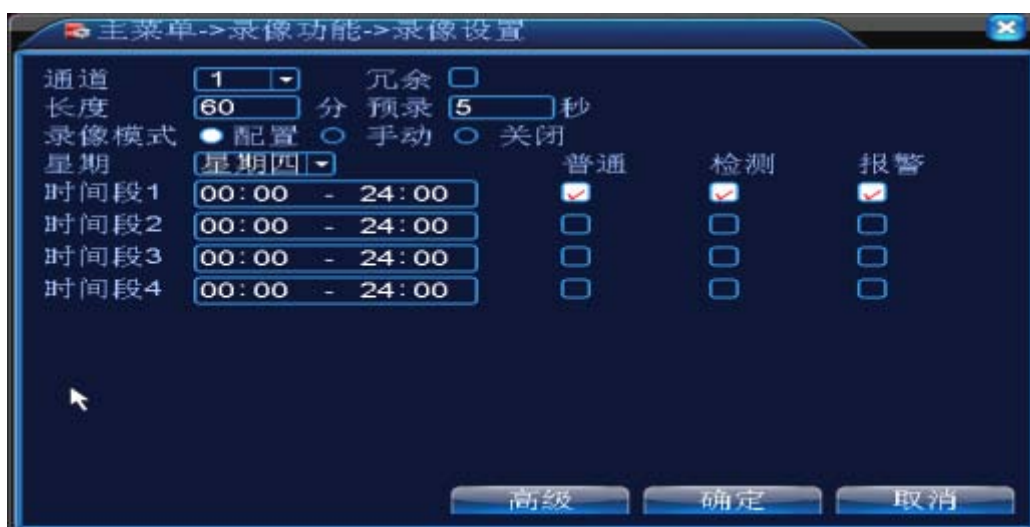 主菜单->录像功能->录像设置
通道 1 冗余
长度 60 分 预录 5 秒
录像模式 配置 手动 关闭
星期 星期四 普通 检测 报警
时间段1 00:00 - 24:00
时间段2 00:00 - 24:00
时间段3 00:00 - 24:00
时间段4 00:00 - 24:00
高级 确定 取消